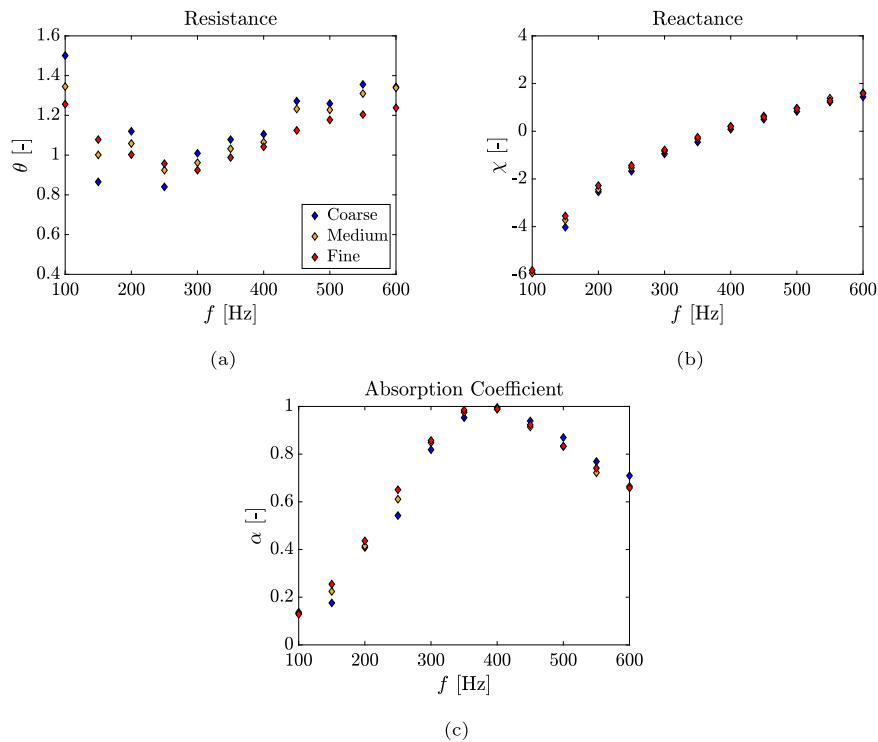 Resistance
1.6
1.4
1.2
1
0.8
0.6
0.4
θ [-]
100 200 300 400 500 600
f [Hz]
Coarse
Medium
Fine
(a)
Reactance
4
2
0
-2
-4
-6
χ [-]
100 200 300 400 500 600
f [Hz]
(b)
Absorption Coefficient
1
0.8
0.6
0.4
0.2
0
α [-]
100 200 300 400 500 600
f [Hz]
(c)